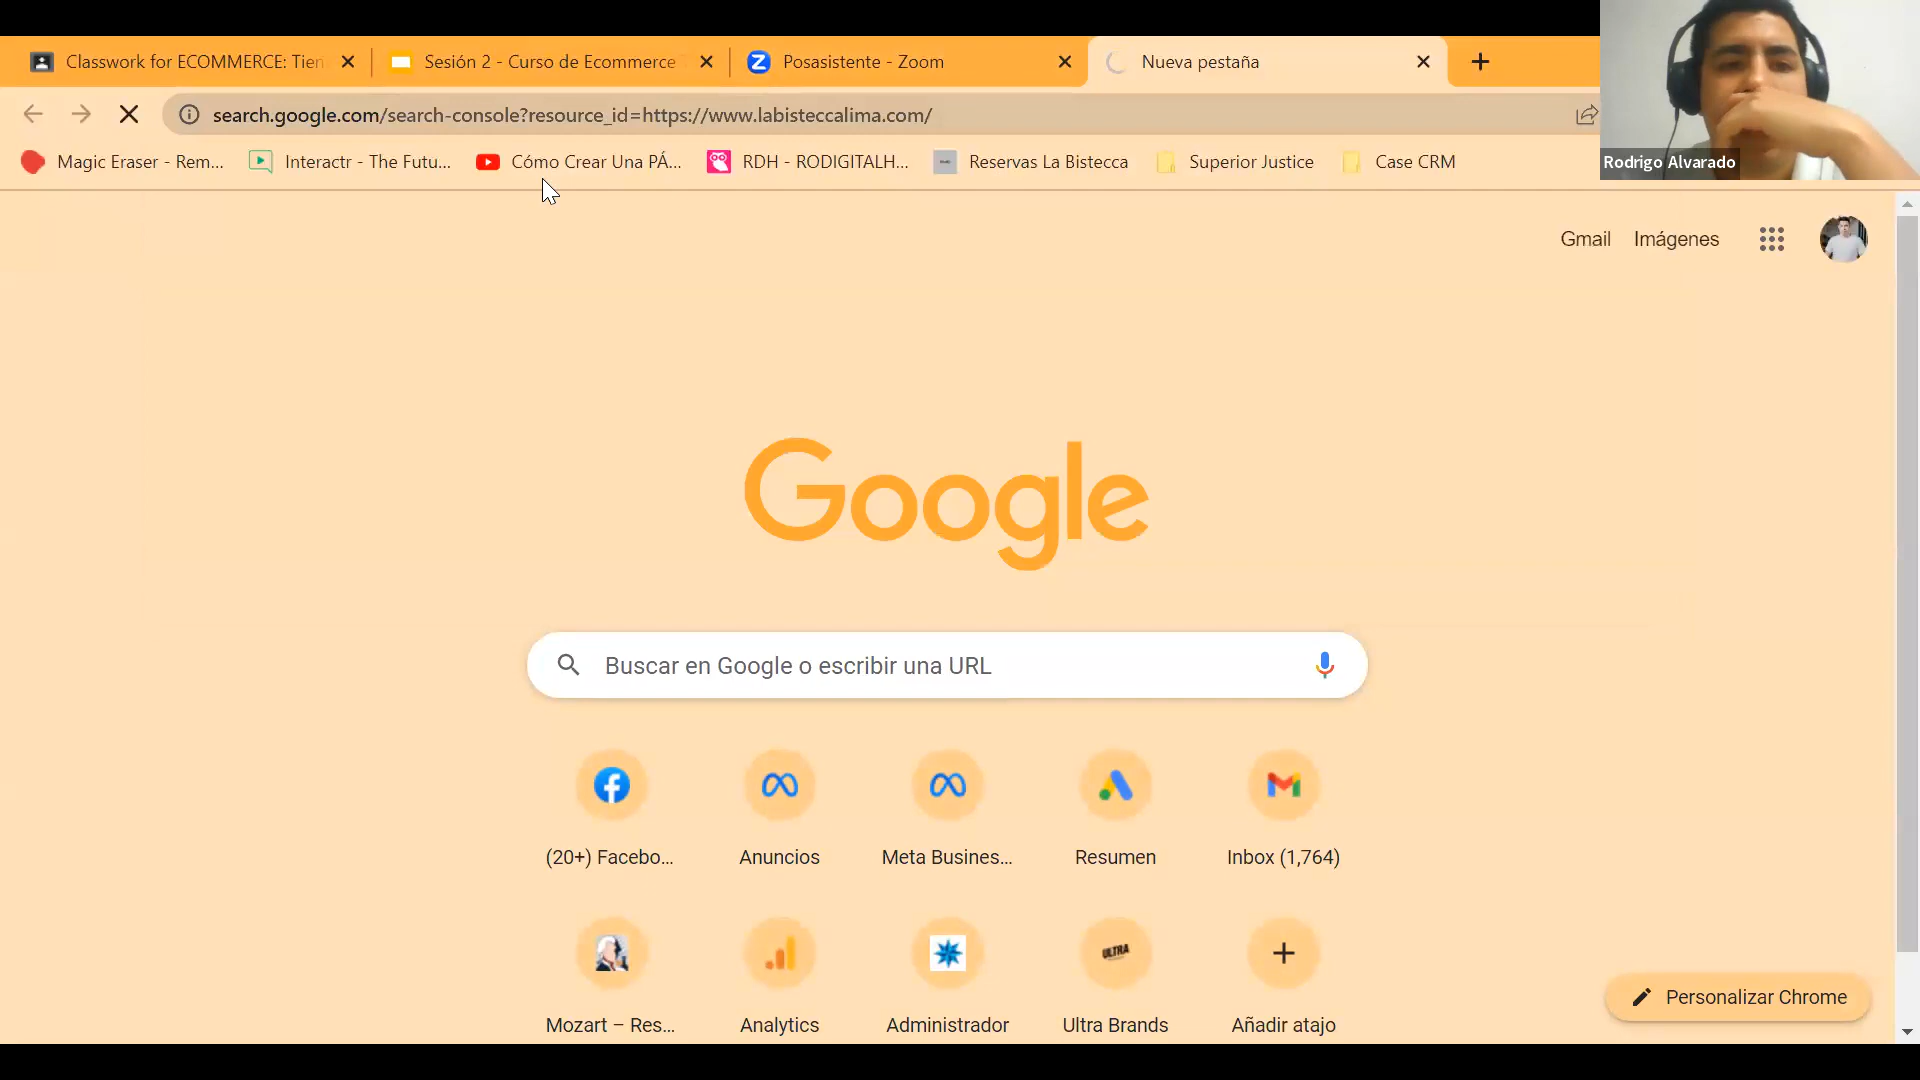 Classwork for ECOMMERCE: Tien
Sesión 2 - Curso de Ecommerce
Posasistente - Zoom
Nueva pestaña
search.google.com/search-console?resource_id=https://www.labisteccalima.com/
Magic Eraser - Rem...
Interactr - The Futu...
Cómo Crear Una PÁ...
RDH - RODIGITALH...
Reservas La Bistecca
Superior Justice
Case CRM
Rodrigo Alvarado
Gmail
Imágenes
Google
Buscar en Google o escribir una URL
(20+) Facebo...
Anuncios
Meta Busines...
Resumen
Inbox (1,764)
ULTRA
Mozart – Res...
Analytics
Administrador
Ultra Brands
Añadir atajo
Personalizar Chrome